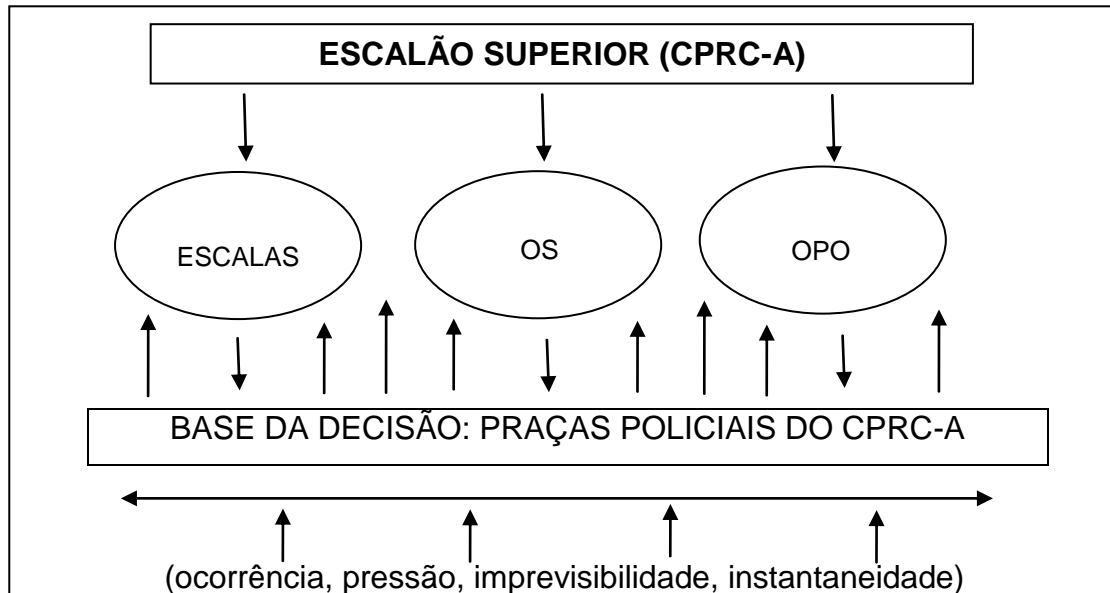 ESCALÃO SUPERIOR (CPRC-A)
ESCALAS
OS
OPO
BASE DA DECISÃO: PRAÇAS POLICIAIS DO CPRC-A
(ocorrência, pressão, imprevisibilidade, instantaneidade)